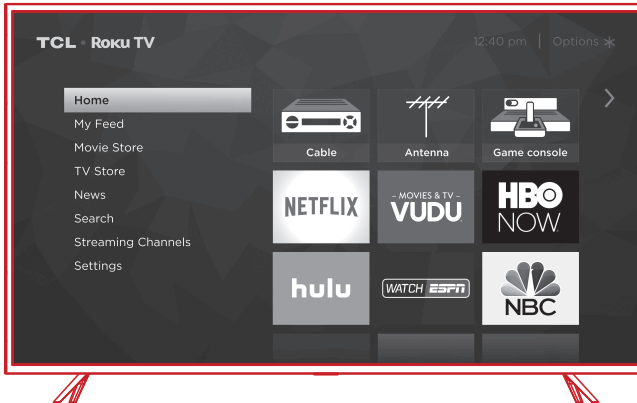 TCL · Roku TV
12:40 pm | Options ✱
Home
My Feed
Movie Store
TV Store
News
Search
Streaming Channels
Settings
Cable
Antenna
Game console
NETFLIX
– MOVIES & TV –
VUDU
HBO
NOW
hulu
WATCH ESPN
NBC